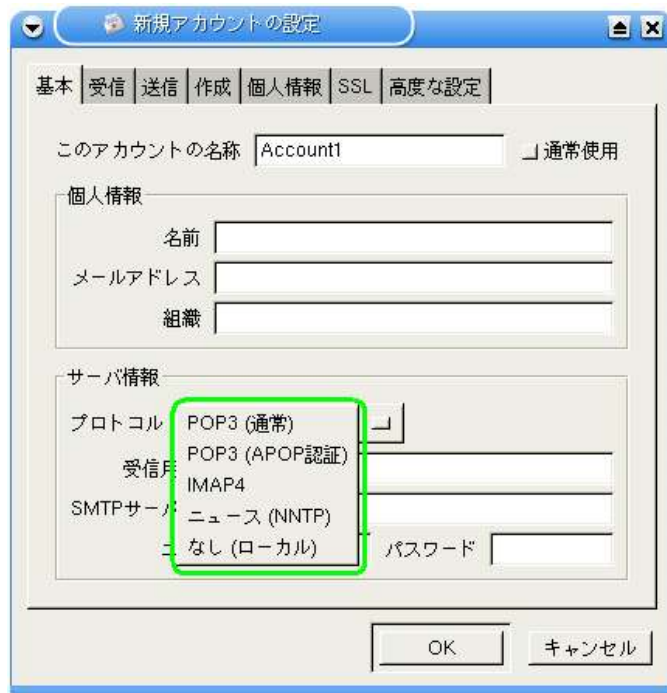 新規アカウントの設定
基本 受信 送信 作成 個人情報 SSL 高度な設定
このアカウントの名称 Account1 通常使用
個人情報
名前
メールアドレス
組織
サーバ情報
プロトコル
POP3 (通常)
POP3 (APOP認証)
IMAP4
ニュース (NNTP)
なし (ローカル)
受信用
SMTPサーバ
パスワード
OK キャンセル